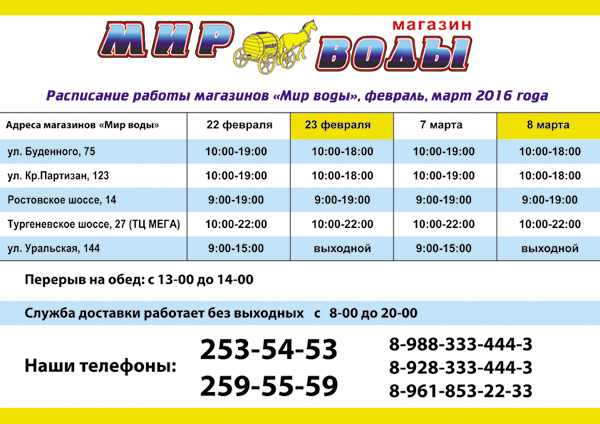 магазин
МИР ВОДЫ
ВОДА
Расписание работы магазинов «Мир воды», февраль, март 2016 года
Адреса магазинов «Мир воды» 22 февраля 23 февраля 7 марта 8 марта
ул. Буденного, 75 10:00-19:00 10:00-18:00 10:00-19:00 10:00-18:00
ул. Кр.Партизан, 123 10:00-19:00 10:00-18:00 10:00-19:00 10:00-18:00
Ростовское шоссе, 14 9:00-19:00 9:00-19:00 9:00-19:00 9:00-19:00
Тургеневское шоссе, 27 (ТЦ МЕГА) 10:00-22:00 10:00-22:00 10:00-22:00 10:00-22:00
ул. Уральская, 144 9:00-15:00 выходной 9:00-15:00 выходной
Перерыв на обед: с 13-00 до 14-00
Служба доставки работает без выходных с 8-00 до 20-00
Наши телефоны:
253-54-53
259-55-59
8-988-333-444-3
8-928-333-444-3
8-961-853-22-33